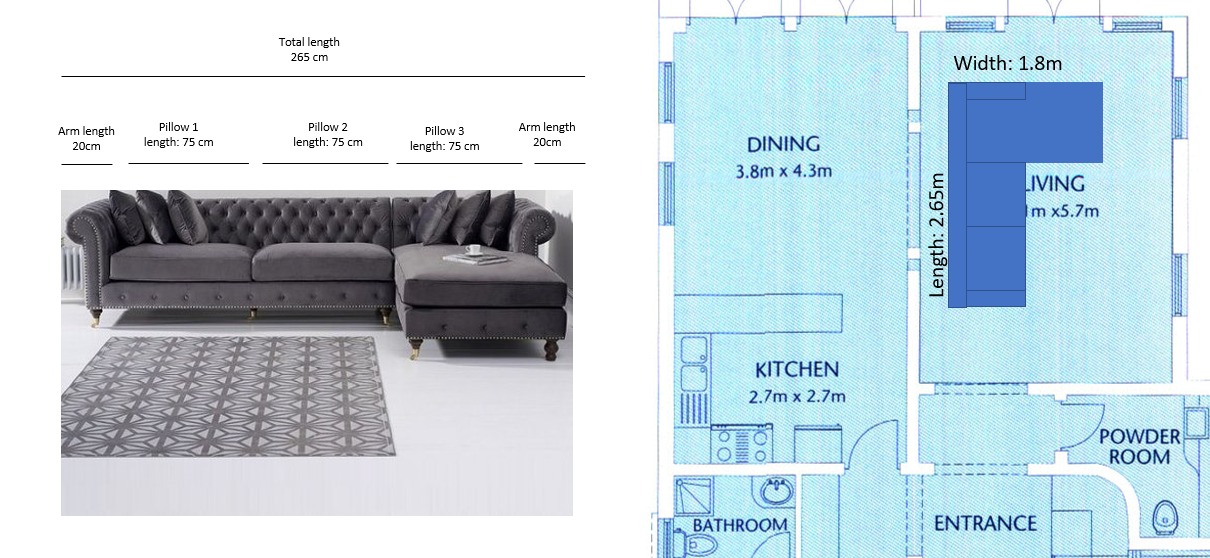 Total length
265 cm
Arm length
20cm
Pillow 1
length: 75 cm
Pillow 2
length: 75 cm
Pillow 3
length: 75 cm
Arm length
20cm
Width: 1.8m
Length: 2.65m
DINING
3.8m x 4.3m
LIVING
1m x5.7m
KITCHEN
2.7m x 2.7m
POWDER
ROOM
BATHROOM
ENTRANCE